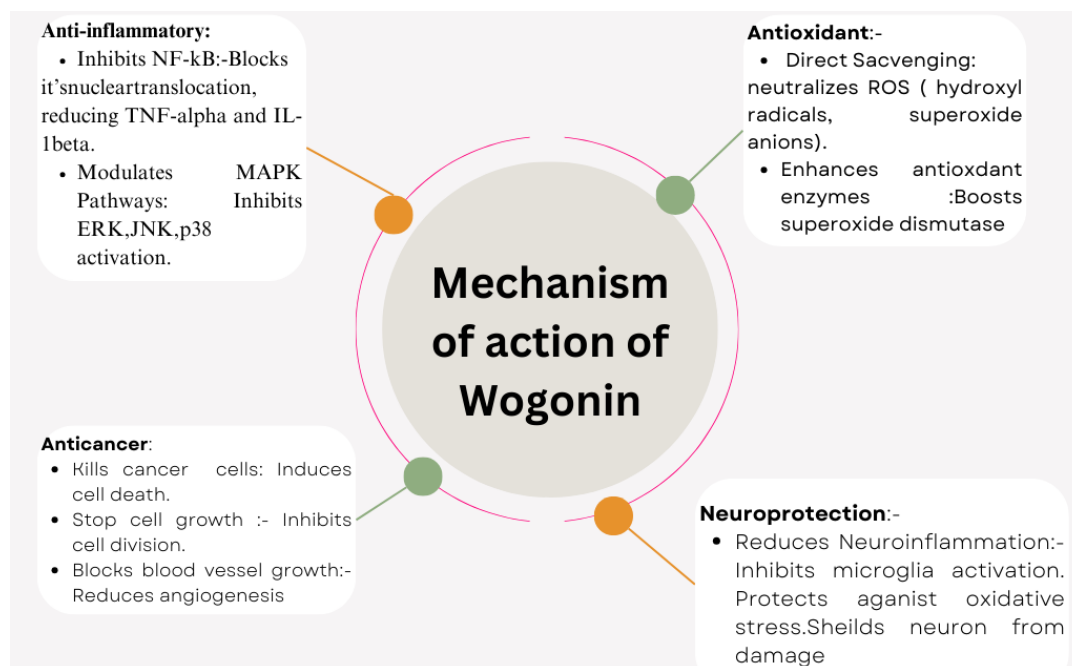 Anti-inflammatory:
• Inhibits NF-kB:-Blocks
it'snucleartranslocation,
reducing TNF-alpha and IL-
1beta.
• Modulates MAPK
Pathways: Inhibits
ERK,JNK,p38
activation.
Antioxidant:-
• Direct Sacvenging:
neutralizes ROS ( hydroxyl
radicals, superoxide
anions).
• Enhances antioxdant
enzymes :Boosts
superoxide dismutase
Mechanism
of action of
Wogonin
Anticancer:
• Kills cancer cells: Induces
cell death.
• Stop cell growth :- Inhibits
cell division.
• Blocks blood vessel growth:-
Reduces angiogenesis
Neuroprotection:-
• Reduces Neuroinflammation:-
Inhibits microglia activation.
Protects aganist oxidative
stress.Sheilds neuron from
damage